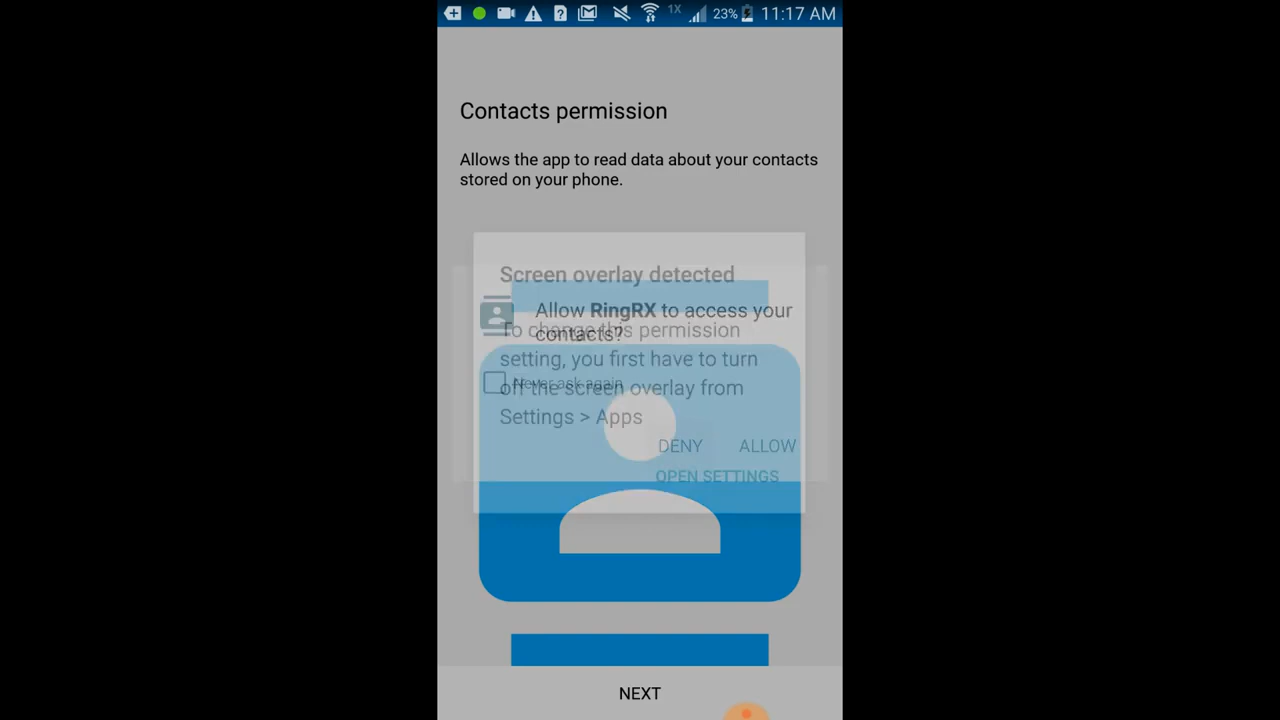 1X 23% 11:17 AM
Contacts permission
Allows the app to read data about your contacts
stored on your phone.
Screen overlay detected
Allow RingRX to access your
contacts?
To change this permission
setting, you first have to turn
off the screen overlay from
Settings > Apps
Never ask again
DENY ALLOW
OPEN SETTINGS
NEXT